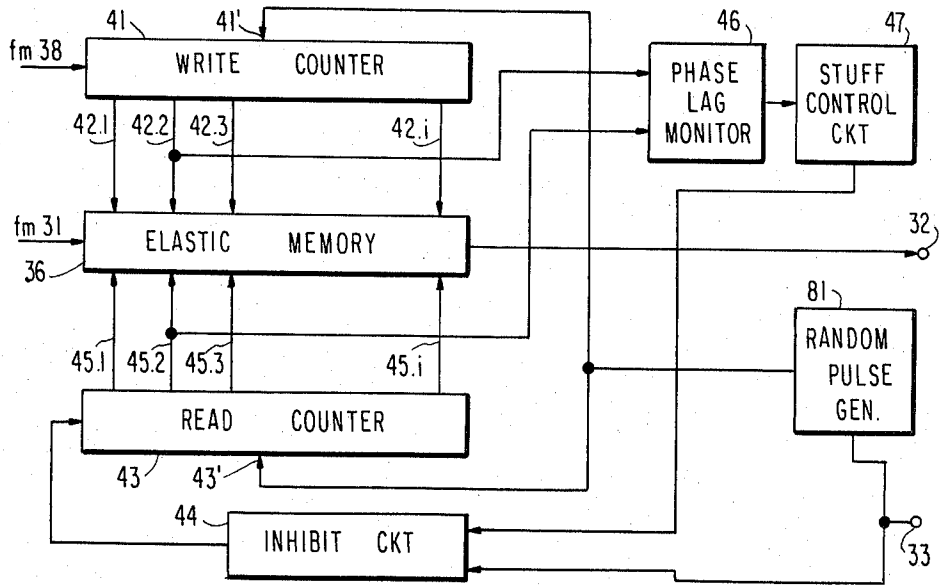 41
41'
46
47
fm 38
WRITE COUNTER
PHASE
LAG
MONITOR
STUFF
CONTROL
CKT
42.1
42.2
42.3
42.i
fm 31
ELASTIC MEMORY
32
36
81
RANDOM
PULSE
GEN.
45.1
45.2
45.3
45.i
READ COUNTER
43
43'
44
INHIBIT CKT
33